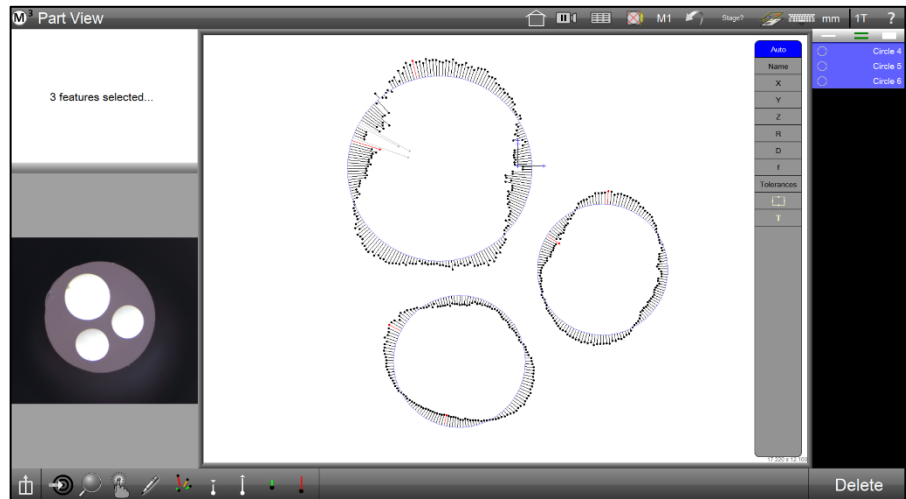 M³ Part View
M1
Stage?
mm
1T
?
3 features selected...
Auto
Name
X
Y
Z
R
D
f
Tolerances
T
Circle 4
Circle 5
Circle 6
Delete